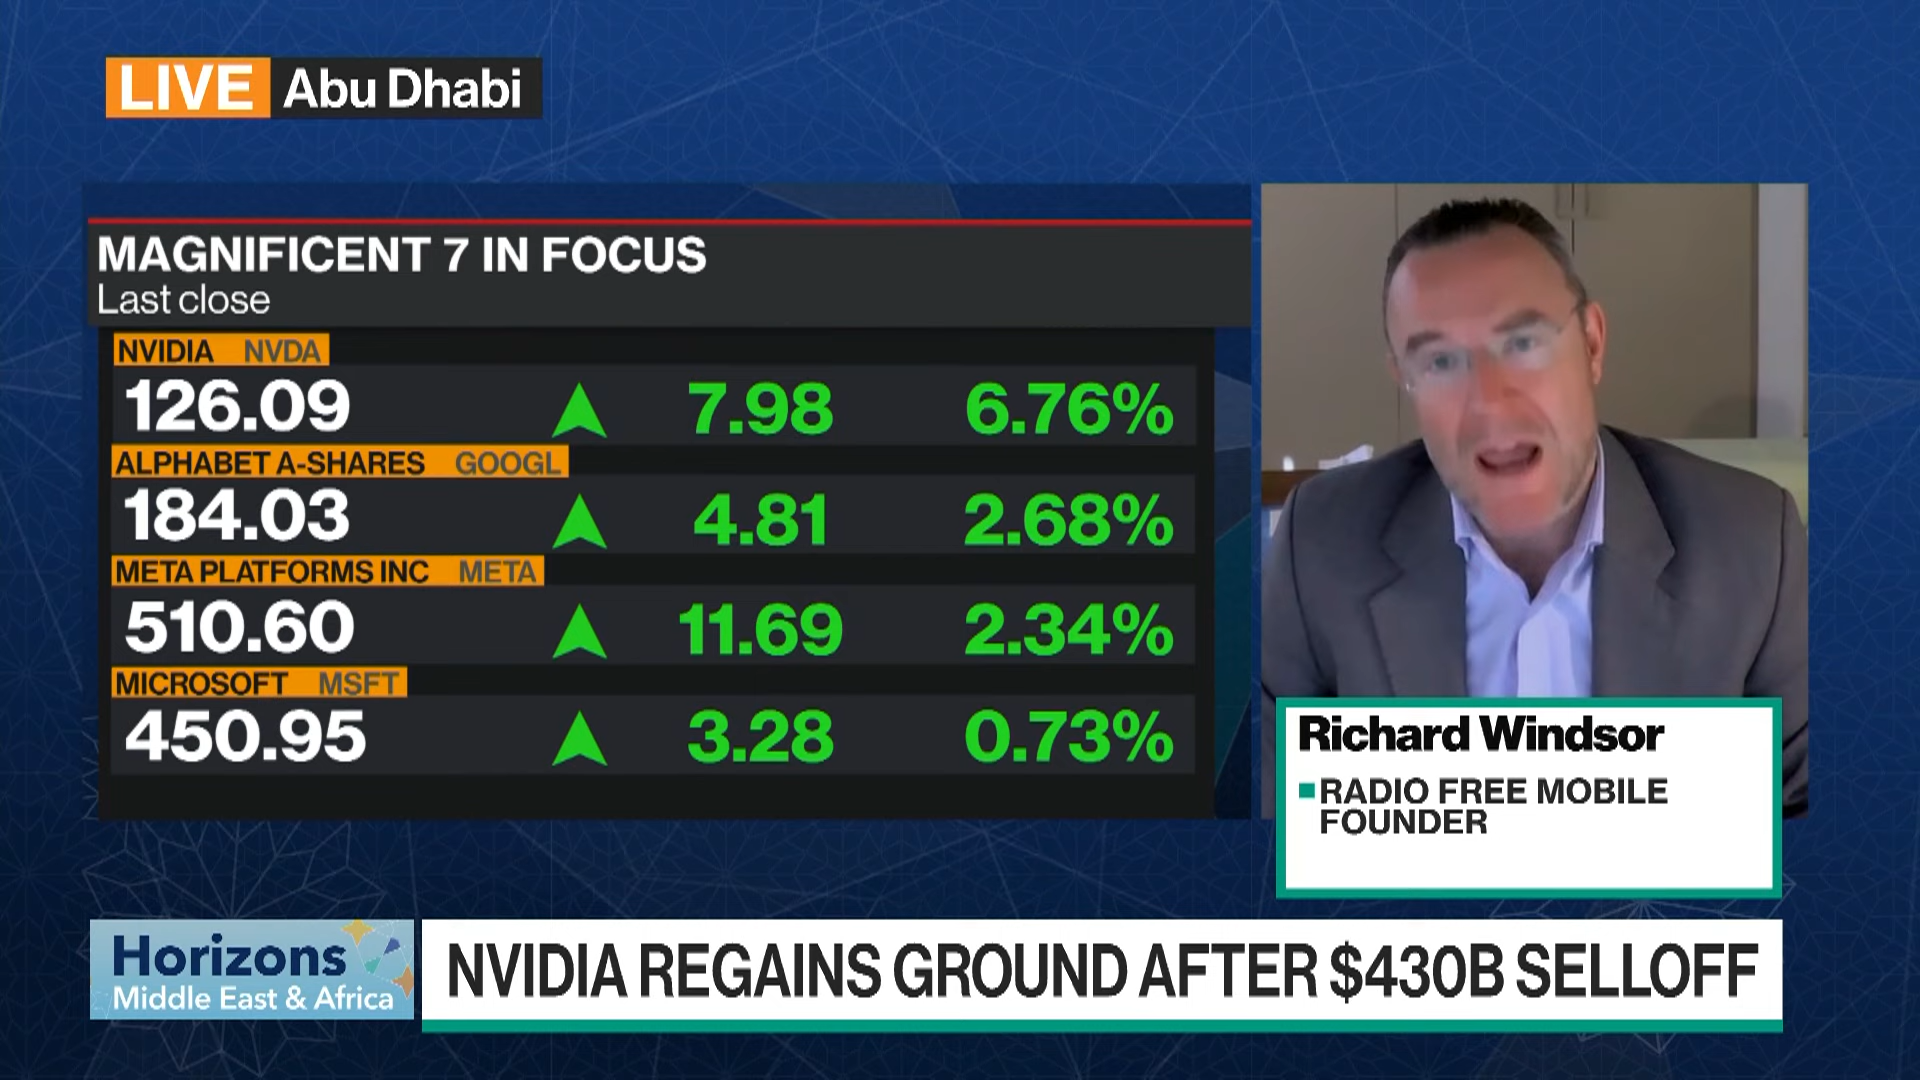 LIVE Abu Dhabi
MAGNIFICENT 7 IN FOCUS
Last close
NVIDIA NVDA
126.09 ▲ 7.98 6.76%
ALPHABET A-SHARES GOOGL
184.03 ▲ 4.81 2.68%
META PLATFORMS INC META
510.60 ▲ 11.69 2.34%
MICROSOFT MSFT
450.95 ▲ 3.28 0.73%
Richard Windsor
RADIO FREE MOBILE
FOUNDER
Horizons
Middle East & Africa
NVIDIA REGAINS GROUND AFTER $430B SELLOFF